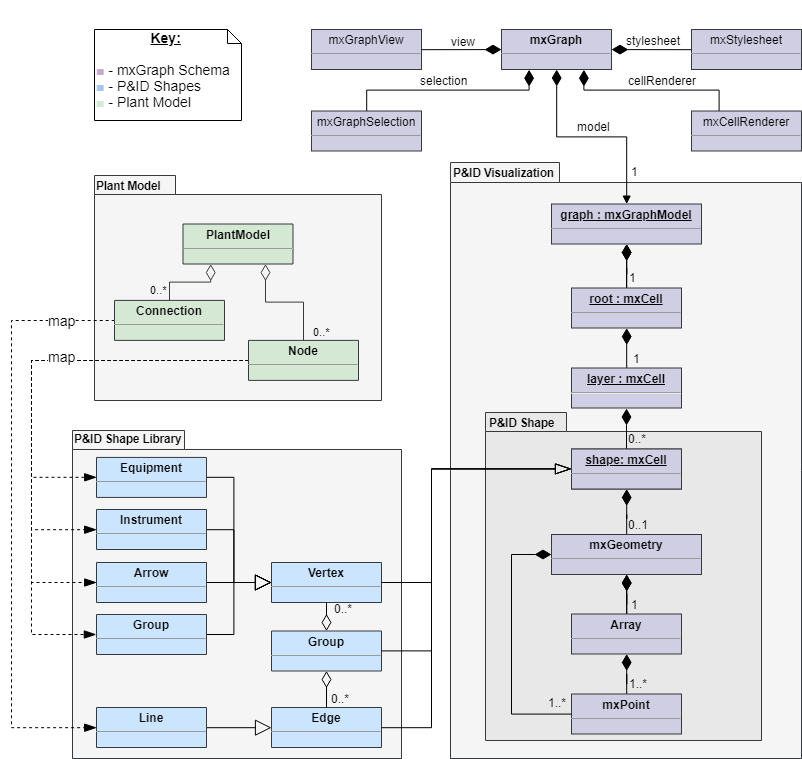 Key:
- mxGraph Schema
- P&ID Shapes
- Plant Model
mxGraphView
view
mxGraph
stylesheet
mxStylesheet
selection
cellRenderer
mxGraphSelection
model
mxCellRenderer
1
P&ID Visualization
graph : mxGraphModel
1
root : mxCell
1
layer : mxCell
P&ID Shape
0..*
shape: mxCell
0..1
mxGeometry
1
Array
1..*
1..*
mxPoint
Plant Model
PlantModel
0..*
Connection
map
0..*
Node
map
P&ID Shape Library
Equipment
Instrument
Arrow
Vertex
0..*
Group
Group
0..*
Line
Edge